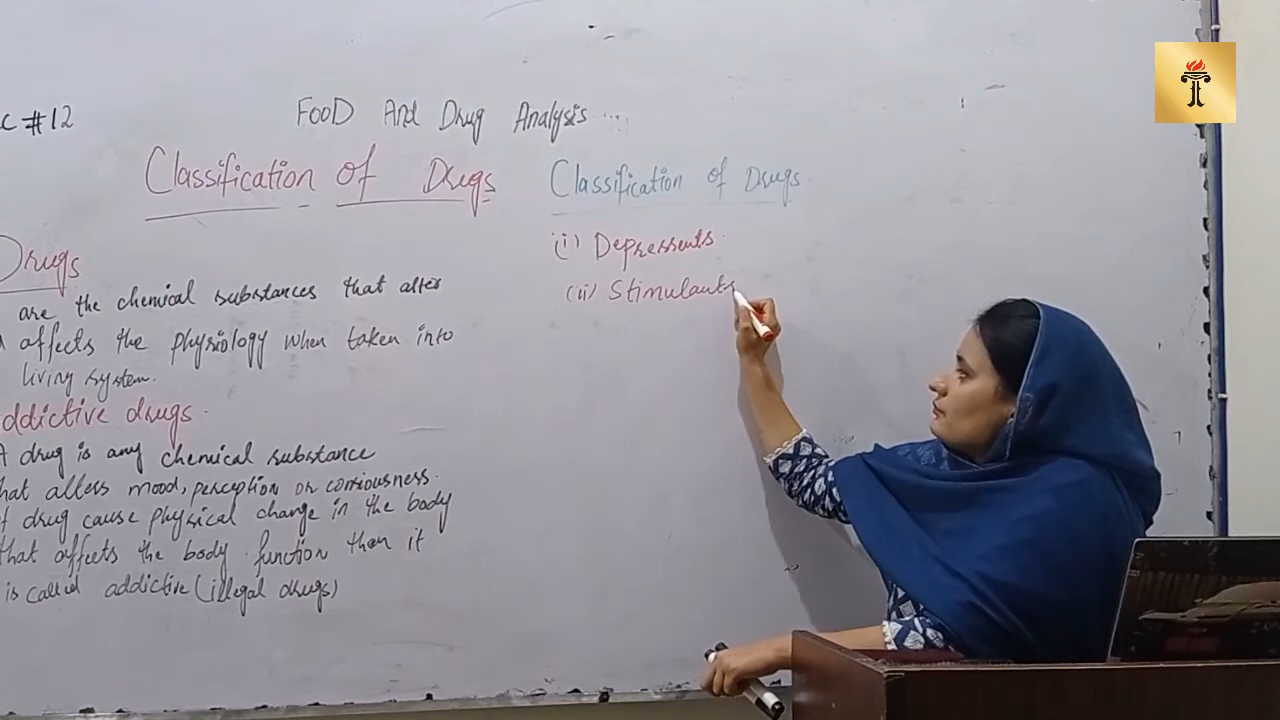 c #12
FooD And Drug Analysis ...
Classification of Drugs
Drugs
are the chemical substances that alter
affects the physiology when taken into
living system.
ddictive drugs.
A drug is any chemical substance
hat alters mood, perception or consiousness.
f drug cause physical change in the body
that affects the body function than it
is called addictive (illegal drugs)
Classification of Drugs.
(i) Depressents.
(ii) Stimulants